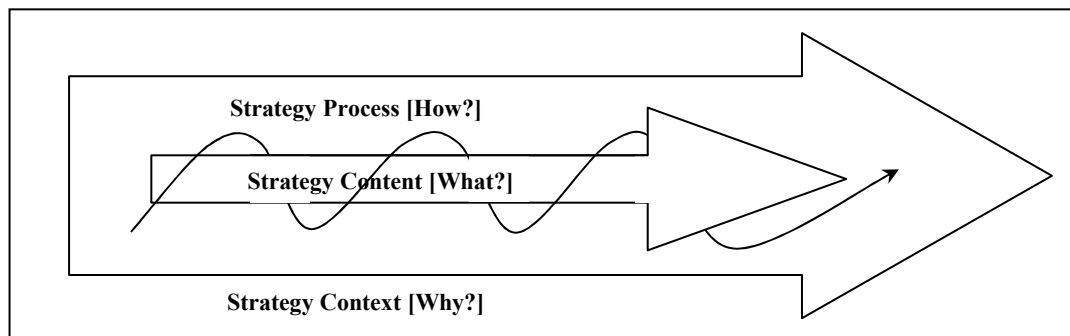 Strategy Process [How?]
Strategy Content [What?]
Strategy Context [Why?]